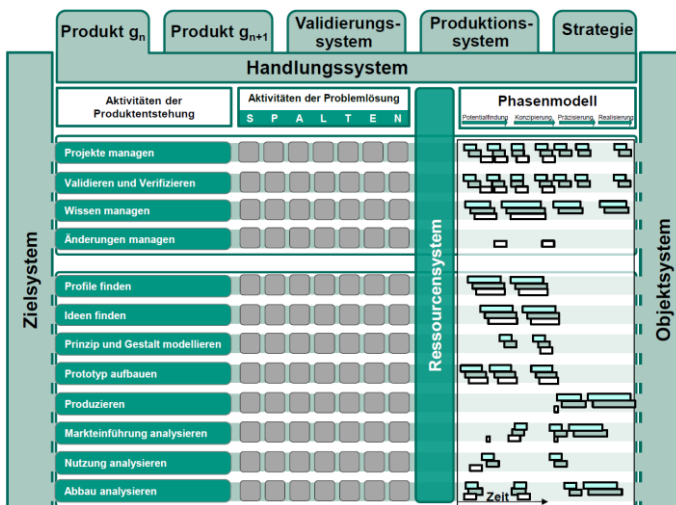 Produkt gn
Produkt gn+1
Validierungs-
system
Produktions-
system
Strategie
Handlungssystem
Aktivitäten der
Produktentstehung
Aktivitäten der Problemlösung
S P A L T E N
Phasenmodell
Potentialfindung Konzipierung Präzisierung Realisierung
Zielsystem
Ressourcensystem
Objektsystem
Projekte managen
Validieren und Verifizieren
Wissen managen
Änderungen managen
Profile finden
Ideen finden
Prinzip und Gestalt modellieren
Prototyp aufbauen
Produzieren
Markteinführung analysieren
Nutzung analysieren
Abbau analysieren
Zeit